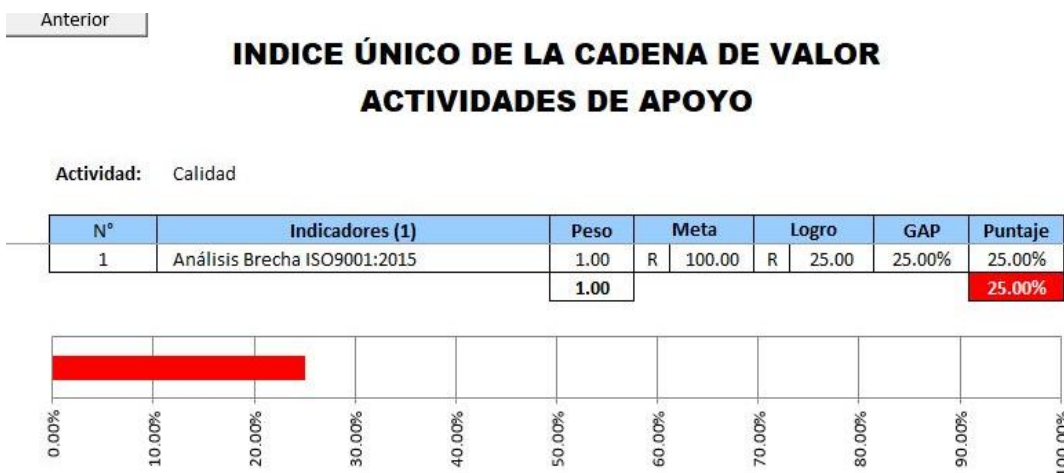 Anterior
INDICE ÚNICO DE LA CADENA DE VALOR
ACTIVIDADES DE APOYO
Actividad: Calidad
N° Indicadores (1) Peso Meta Logro GAP Puntaje
1 Análisis Brecha ISO9001:2015 1.00 R 100.00 R 25.00 25.00% 25.00%
1.00 25.00%
0.00% 10.00% 20.00% 30.00% 40.00% 50.00% 60.00% 70.00% 80.00% 90.00% 100.00%